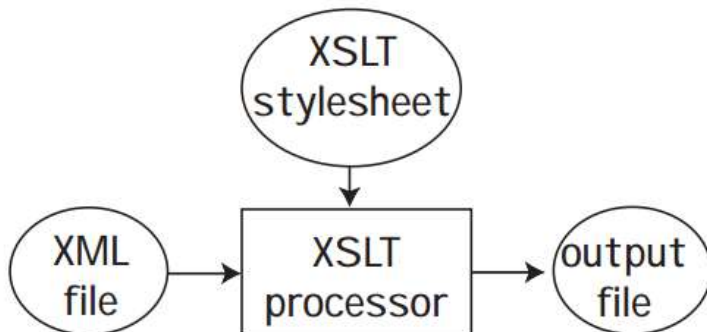 XSLT
stylesheet
XML
file
XSLT
processor
output
file